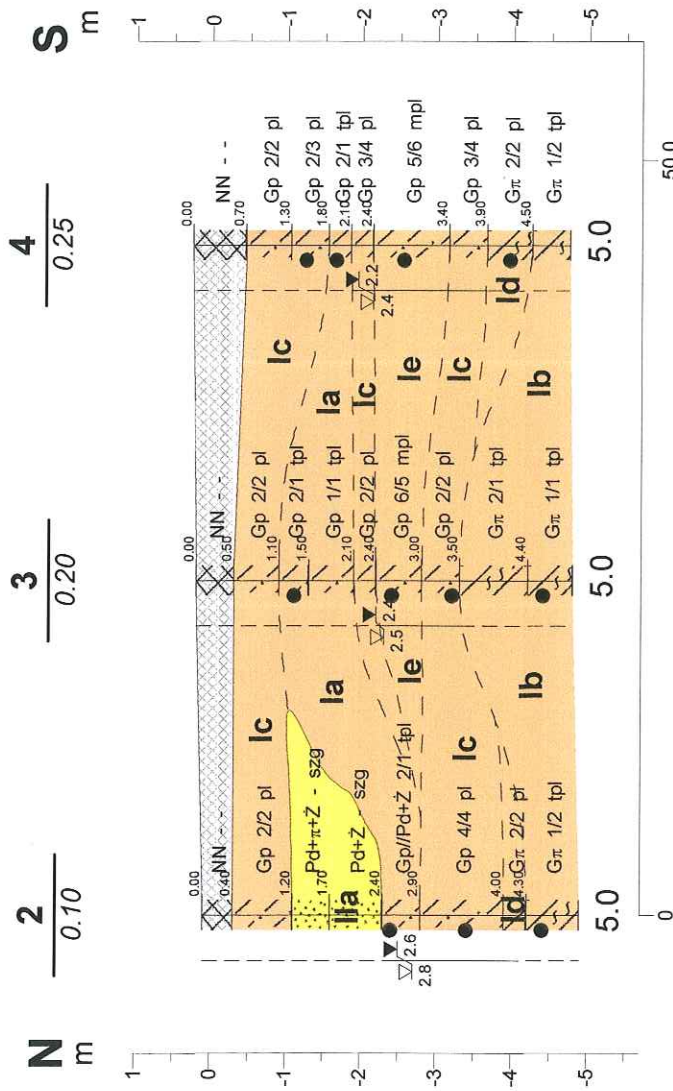 N
m
S
m
2
0.10
3
0.20
4
0.25
1
0
-1
-2
-3
-4
-5
1
0
-1
-2
-3
-4
-5
0.00
0.40
1.20
1.70
2.40
2.90
4.00
4.30
NN - -
Gp 2/2 pl
Pd+π+Ż - szg
Pd+Ż - szg
Gp//Pd+Ż 2/1 tpl
Gp 4/4 pl
Gπ 2/2 pl
Gπ 1/2 tpl
IIa
Id
2.6
2.8
5.0
Ic
Ia
Ie
Ic
Ib
0.00
0.50
1.10
1.50
2.10
2.40
3.00
3.50
4.40
NN - -
Gp 2/2 pl
Gp 2/1 tpl
Gp 1/1 tpl
Gp 2/2 pl
Gp 6/5 mpl
Gp 2/2 pl
Gπ 2/1 tpl
Gπ 1/1 tpl
2.4
2.5
5.0
Ic
Ia
Ic
Ie
Ic
Id
Ib
0.00
0.70
1.30
1.80
2.10
2.40
3.40
3.90
4.50
NN - -
Gp 2/2 pl
Gp 2/3 pl
Gp 2/1 tpl
Gp 3/4 pl
Gp 5/6 mpl
Gp 3/4 pl
Gπ 2/2 pl
Gπ 1/2 tpl
2.2
2.4
5.0
0
50.0